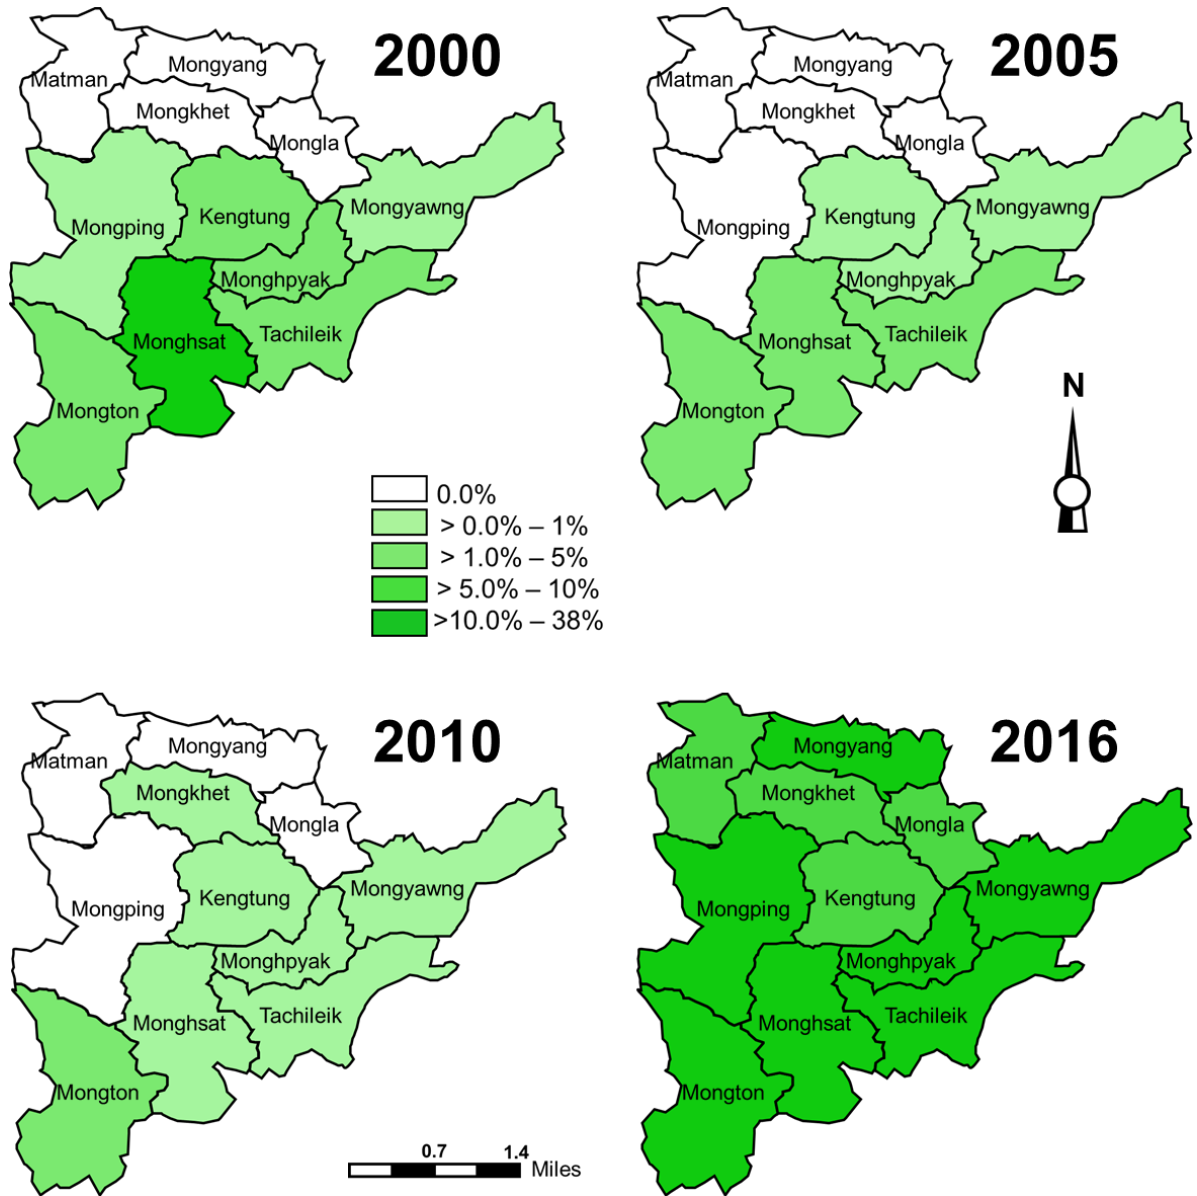 2000
Mongyang
Matman
Mongkhet
Mongla
Mongyawng
Kengtung
Mongping
Monghpyak
Tachileik
Monghsat
Mongton
2005
Mongyang
Matman
Mongkhet
Mongla
Mongyawng
Kengtung
Mongping
Monghpyak
Tachileik
Monghsat
Mongton
N
0.0%
> 0.0% – 1%
> 1.0% – 5%
> 5.0% – 10%
>10.0% – 38%
2010
Mongyang
Matman
Mongkhet
Mongla
Mongyawng
Kengtung
Mongping
Monghpyak
Tachileik
Monghsat
Mongton
0.7 1.4
Miles
2016
Mongyang
Matman
Mongkhet
Mongla
Mongyawng
Kengtung
Mongping
Monghpyak
Tachileik
Monghsat
Mongton